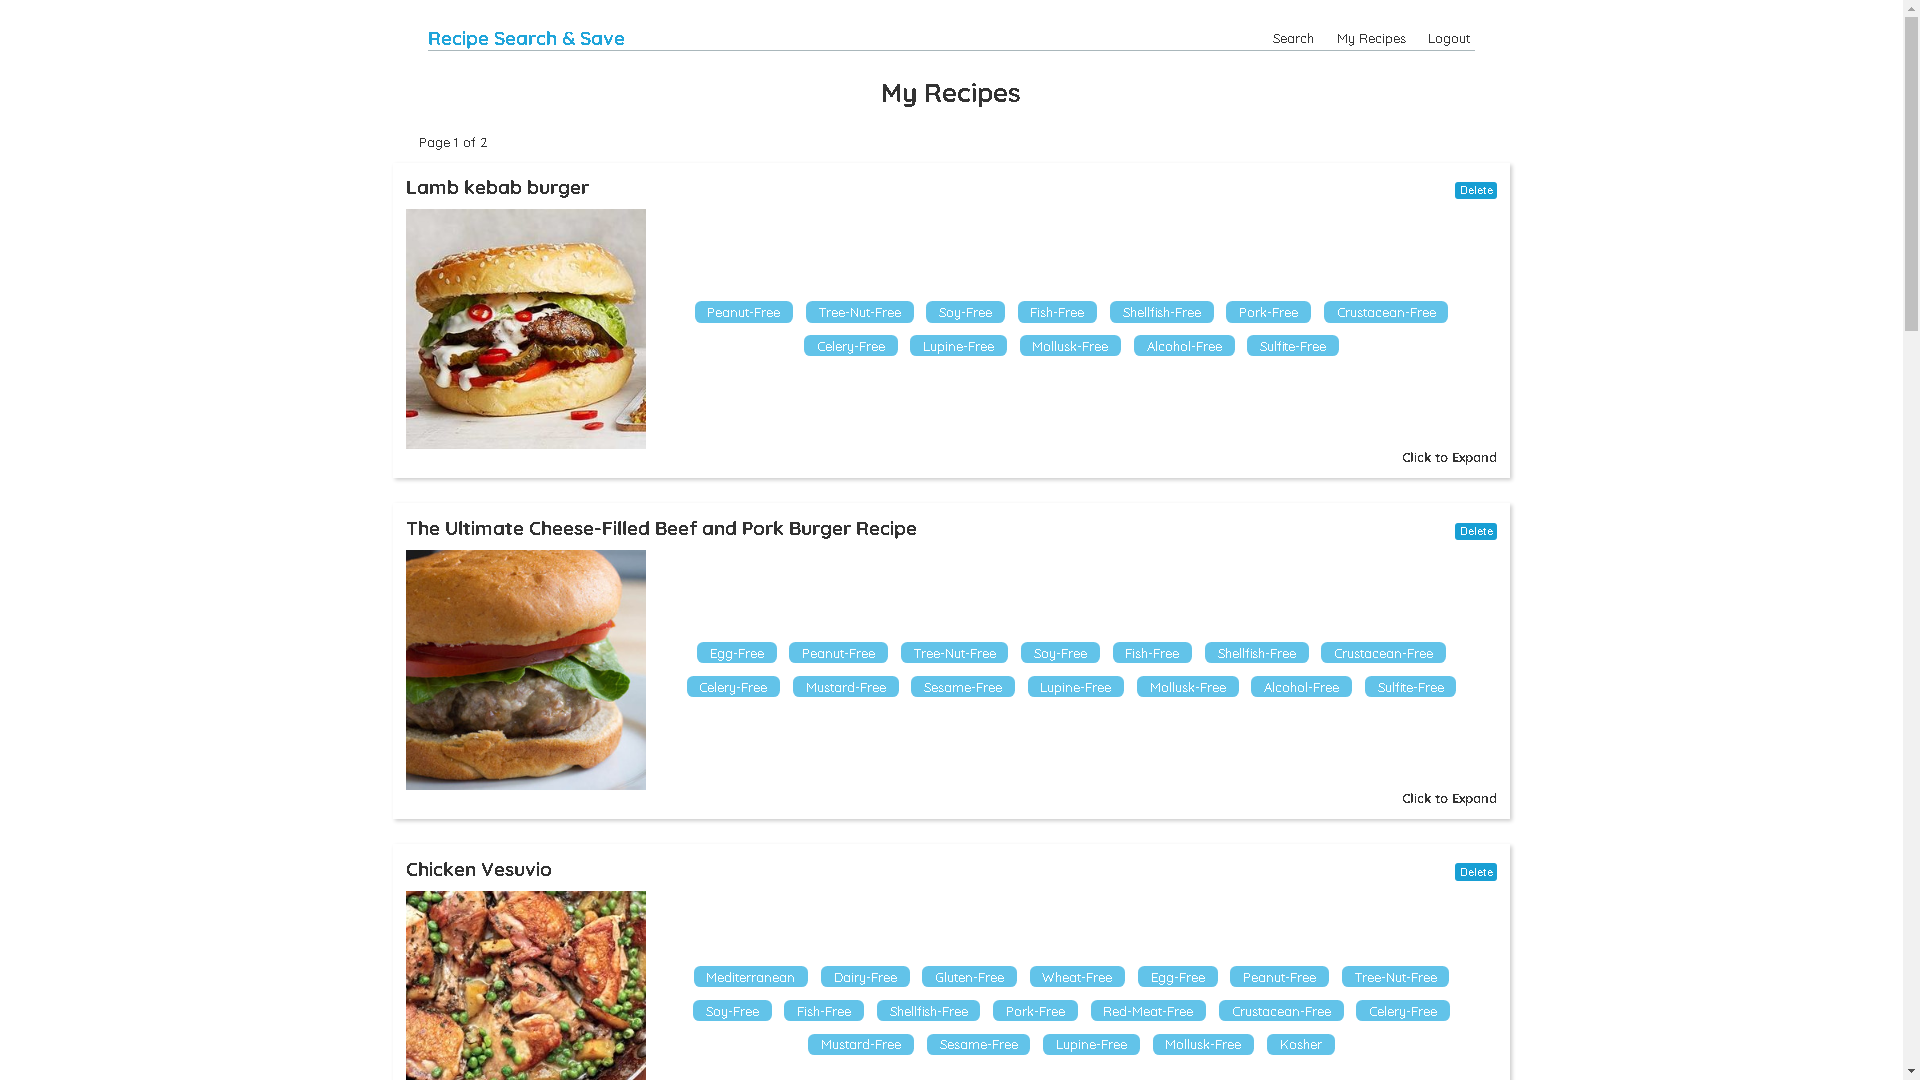 Recipe Search & Save
Search My Recipes Logout
My Recipes
Page 1 of 2
Lamb kebab burger
Delete
Peanut-Free Tree-Nut-Free Soy-Free Fish-Free Shellfish-Free Pork-Free Crustacean-Free
Celery-Free Lupine-Free Mollusk-Free Alcohol-Free Sulfite-Free
Click to Expand
The Ultimate Cheese-Filled Beef and Pork Burger Recipe
Delete
Egg-Free Peanut-Free Tree-Nut-Free Soy-Free Fish-Free Shellfish-Free Crustacean-Free
Celery-Free Mustard-Free Sesame-Free Lupine-Free Mollusk-Free Alcohol-Free Sulfite-Free
Click to Expand
Chicken Vesuvio
Delete
Mediterranean Dairy-Free Gluten-Free Wheat-Free Egg-Free Peanut-Free Tree-Nut-Free
Soy-Free Fish-Free Shellfish-Free Pork-Free Red-Meat-Free Crustacean-Free Celery-Free
Mustard-Free Sesame-Free Lupine-Free Mollusk-Free Kosher